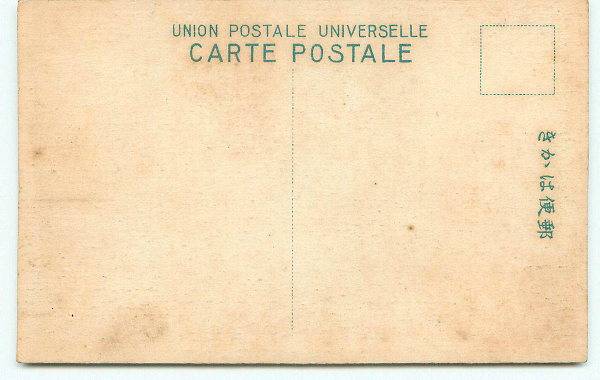 UNION POSTALE UNIVERSELLE
CARTE POSTALE
郵便はかき